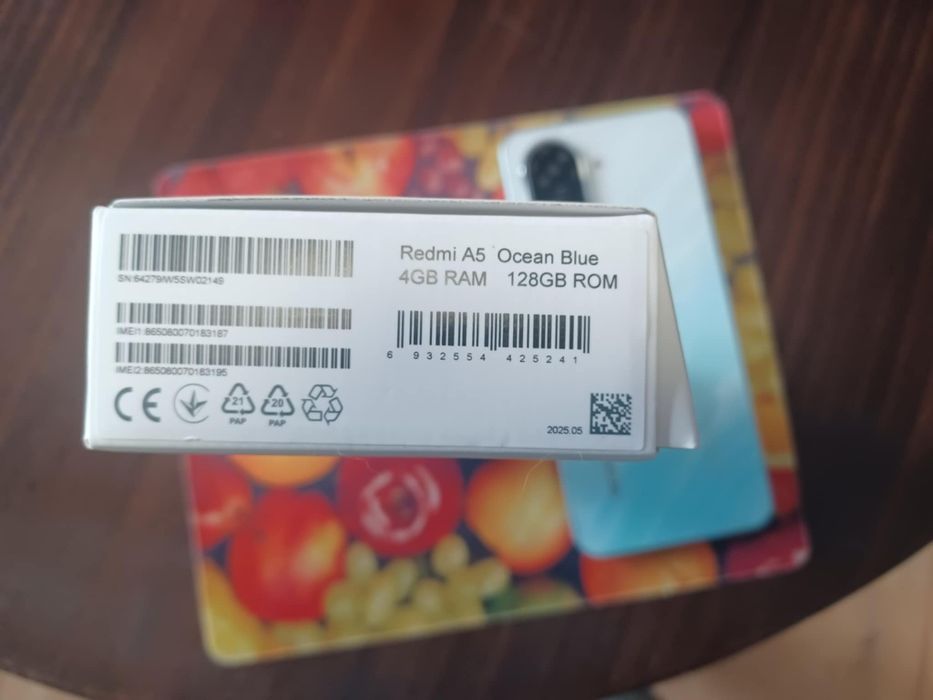 SN:64279/W5SW02149
IMEI1:865080070183187
IMEI2:865080070183195
CE
21
PAP
20
PAP
Redmi A5 Ocean Blue
4GB RAM 128GB ROM
6 932554 425241
2025.05